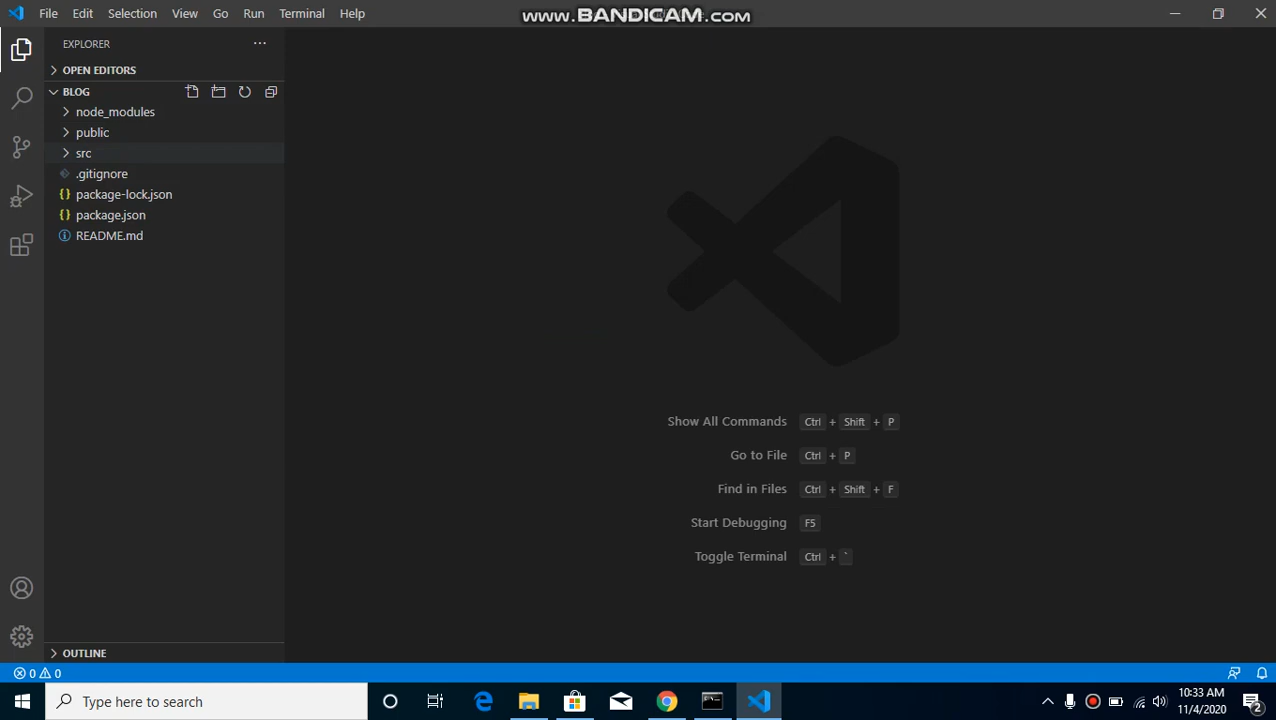 File Edit Selection View Go Run Terminal Help
www.BANDICAM.com
EXPLORER
OPEN EDITORS
BLOG
node_modules
public
src
.gitignore
package-lock.json
package.json
README.md
Show All Commands Ctrl + Shift + P
Go to File Ctrl + P
Find in Files Ctrl + Shift + F
Start Debugging F5
Toggle Terminal Ctrl + `
OUTLINE
0 0
Type here to search
10:33 AM
11/4/2020
2